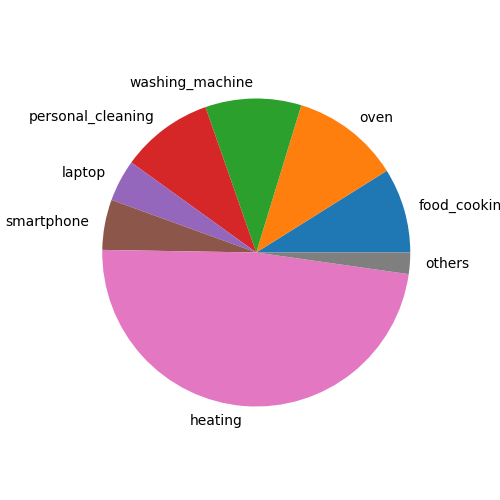 washing_machine
personal_cleaning
oven
laptop
food_cookin
smartphone
others
heating